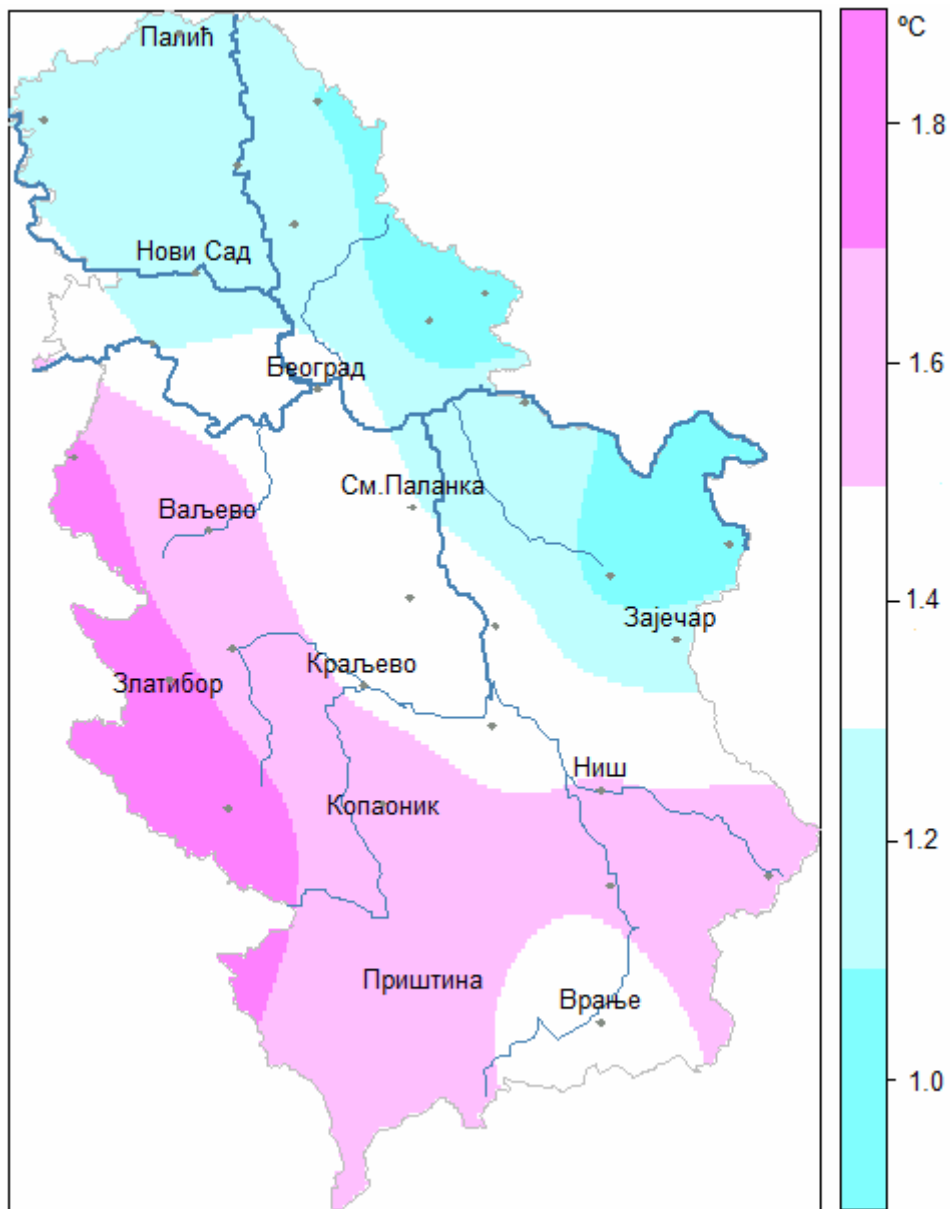 Палић
ºC
1.8
Нови Сад
1.6
Београд
См.Паланка
Ваљево
1.4
Зајечар
Краљево
Златибор
Ниш
Копаоник
1.2
Приштина
Врање
1.0